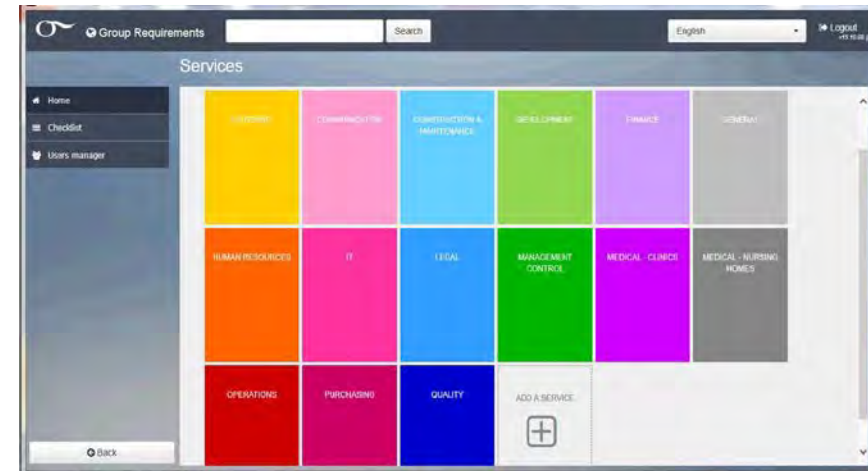 Group Requirements
Search
English
Logout
Services
Home
Checklist
Users manager
CATERING
COMMUNICATION
CONSTRUCTION &
MAINTENANCE
DEVELOPMENT
FINANCE
GENERAL
HUMAN RESOURCES
IT
LEGAL
MANAGEMENT
CONTROL
MEDICAL - CLINICS
MEDICAL - NURSING
HOMES
OPERATIONS
PURCHASING
QUALITY
ADD A SERVICE
Back